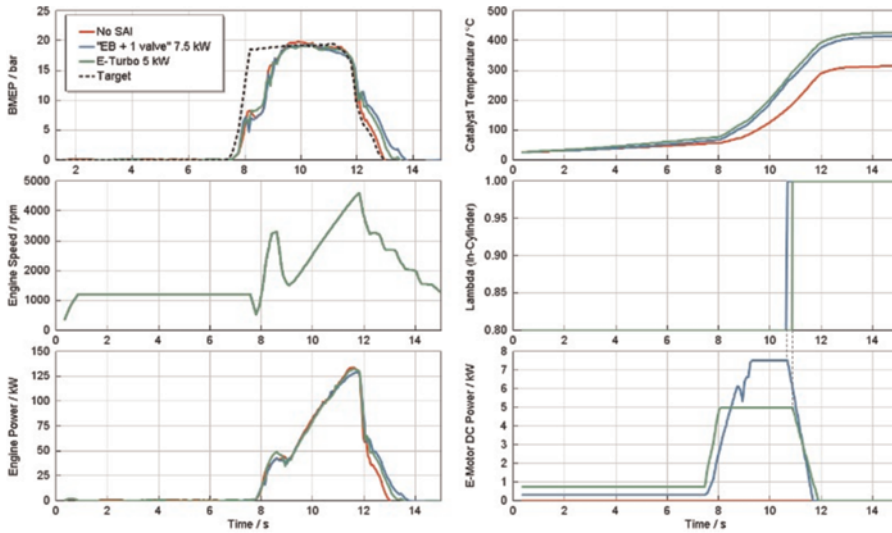 No SAI
"EB + 1 valve" 7.5 kW
E-Turbo 5 kW
Target
BMEP / bar
25
20
15
10
5
0
2 4 6 8 10 12 14
Catalyst Temperature / °C
500
400
300
200
100
0
0 2 4 6 8 10 12 14
Engine Speed / rpm
5000
4000
3000
2000
1000
0
0 2 4 6 8 10 12 14
Lambda (In-Cylinder)
1.00
0.95
0.90
0.85
0.80
0 2 4 6 8 10 12 14
Engine Power / kW
150
125
100
75
50
25
0
0 2 4 6 8 10 12 14
Time / s
E-Motor DC Power / kW
8
7
6
5
4
3
2
1
0
0 2 4 6 8 10 12 14
Time / s